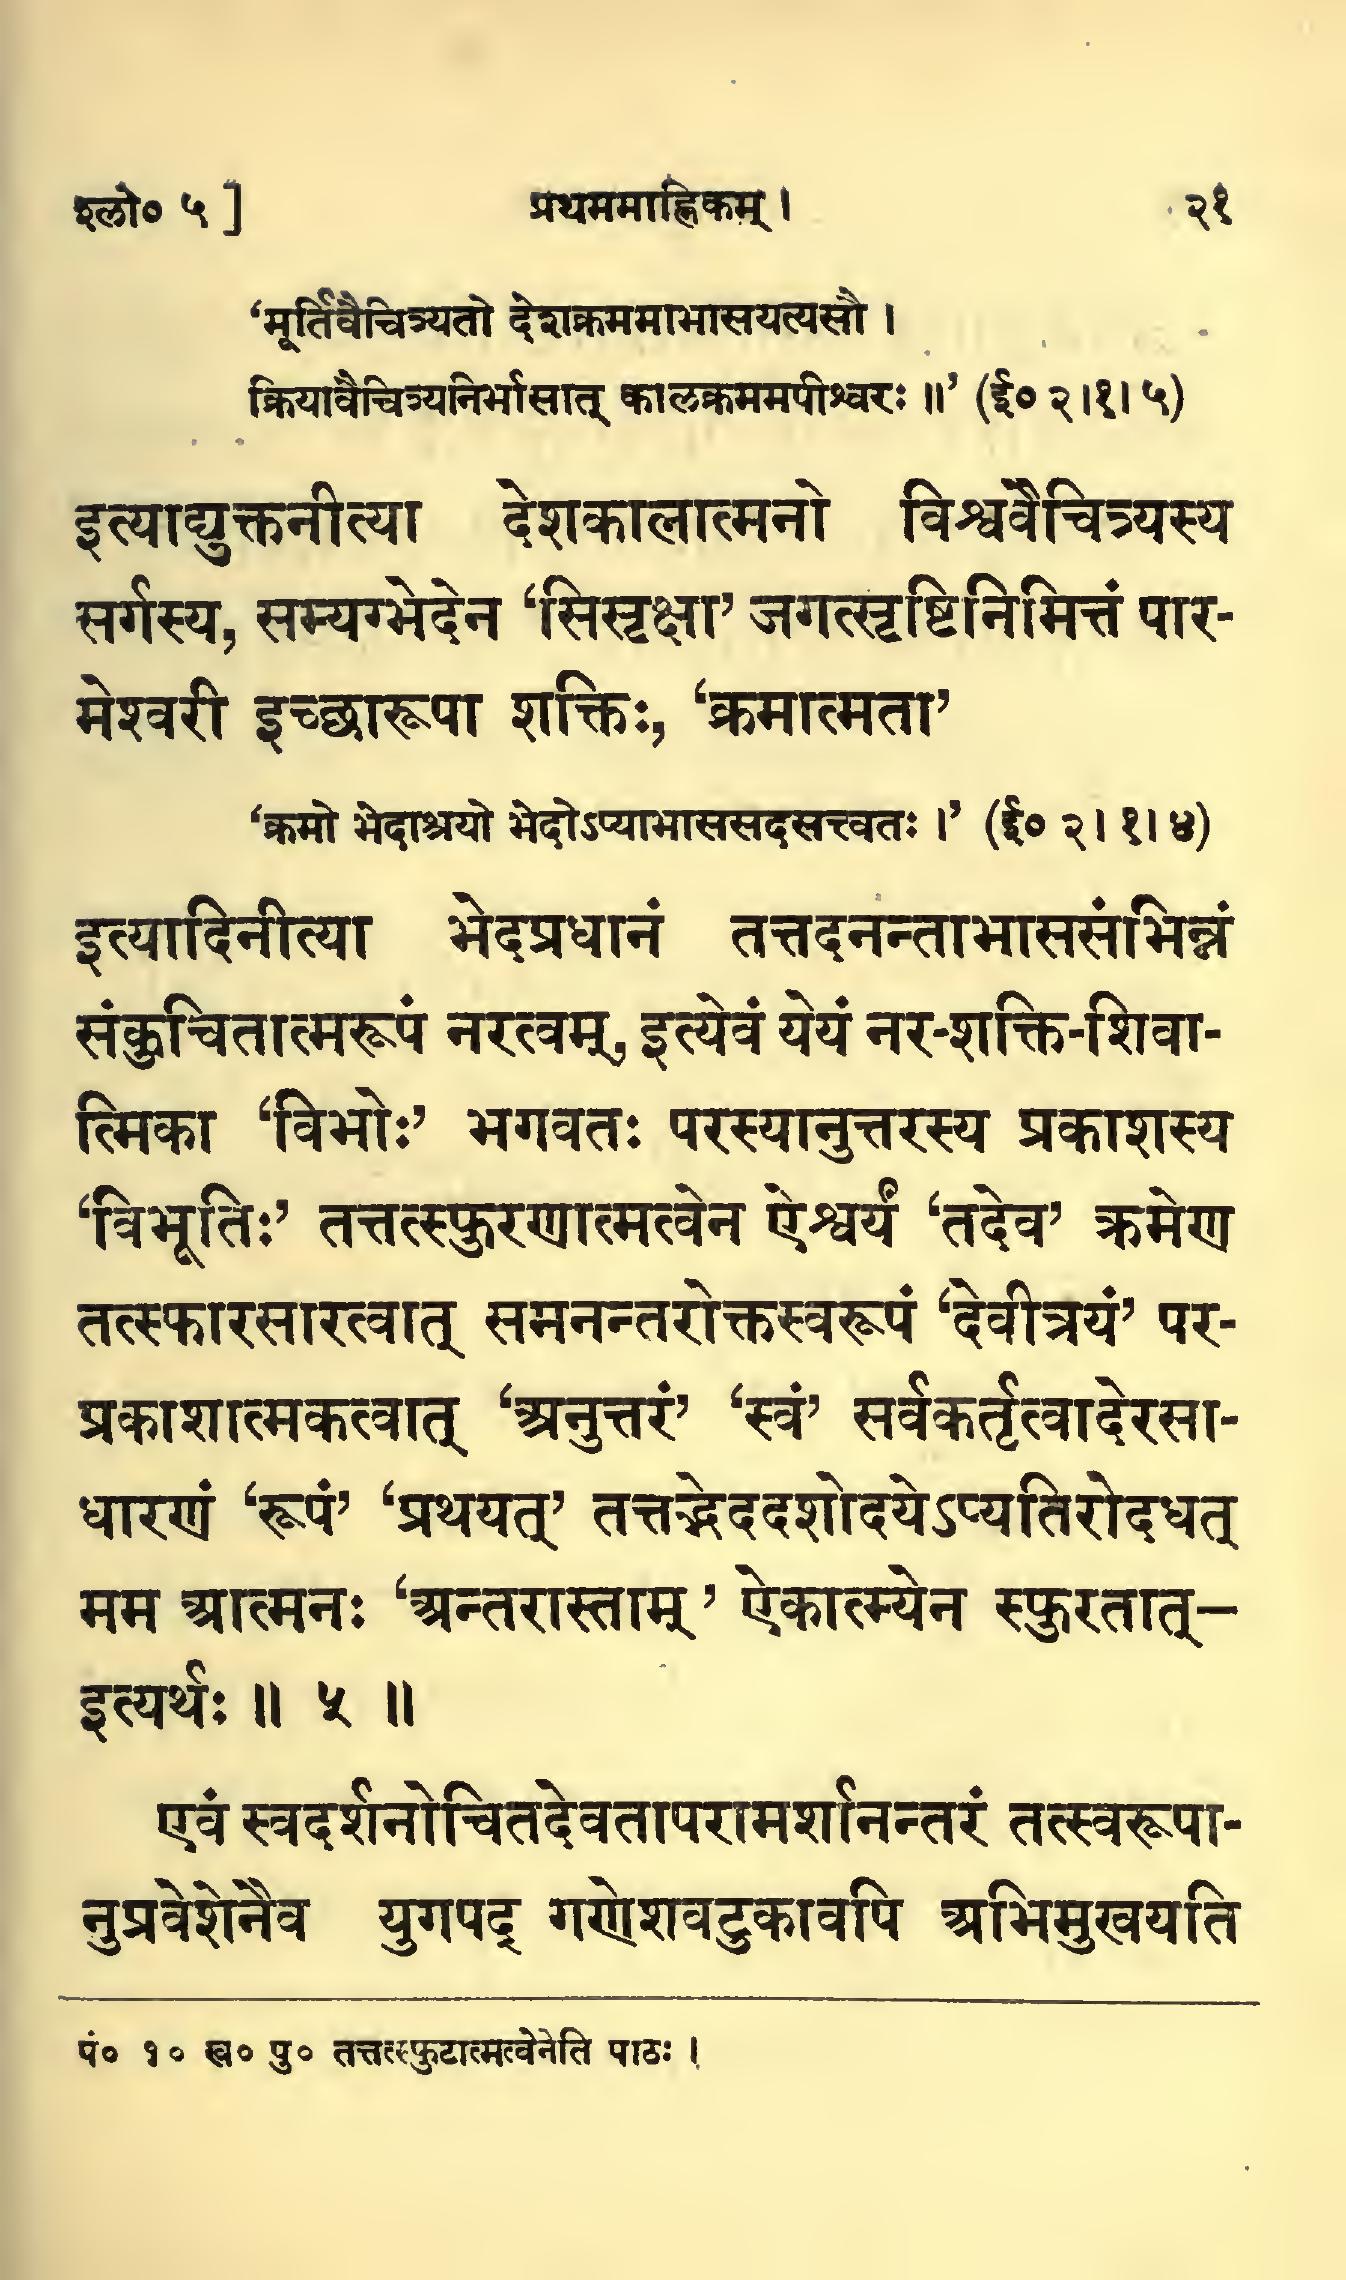 श्लो० ५ ] प्रथममाह्निकम् । २१
‘मूर्तिवैचित्र्यतो देशक्रममाभासयत्यसौ ।
क्रियावैचित्र्यनिर्भासात् कालक्रममपीश्वरः ॥’ (ई० २।१।५)
इत्याद्युक्तनीत्या देशकालात्मनो विश्ववैचित्र्यस्य
सर्गस्य, सम्यग्भेदेन ‘सिसृक्षा’ जगत्सृष्टिनिमित्तं पार-
मेश्वरी इच्छारूपा शक्तिः, ‘क्रमात्मता’
‘क्रमो भेदाश्रयो भेदोऽप्याभाससदसत्त्वतः ।’ (ई० २। १। ४)
इत्यादिनीत्या भेदप्रधानं तत्तदनन्ताभाससंभिन्नं
संकुचितात्मरूपं नरत्वम्, इत्येवं येयं नर-शक्ति-शिवा-
त्मिका ‘विभोः’ भगवतः परस्यानुत्तरस्य प्रकाशस्य
‘विभूतिः’ तत्तत्स्फुरणात्मत्वेन ऐश्वर्यं ‘तदेव’ क्रमेण
तत्स्फारसारत्वात् समनन्तरोक्तस्वरूपं ‘देवीत्रयं’ पर-
प्रकाशात्मकत्वात् ‘अनुत्तरं’ ‘स्वं’ सर्वकर्तृत्वादेरसा-
धारणं ‘रूपं’ ‘प्रथयत्’ तत्तद्भेददशोदयेऽप्यतिरोदधत्
मम आत्मनः ‘अन्तरास्ताम्’ ऐकात्म्येन स्फुरतात्—
इत्यर्थः ॥ ५ ॥
एवं स्वदर्शनोचितदेवतापरामर्शानन्तरं तत्स्वरूपा-
नुप्रवेशेनैव युगपद् गणेशवटुकावपि अभिमुखयति
पं० १० ख० पु० तत्तत्स्फुटात्मत्वेनेति पाठः ।